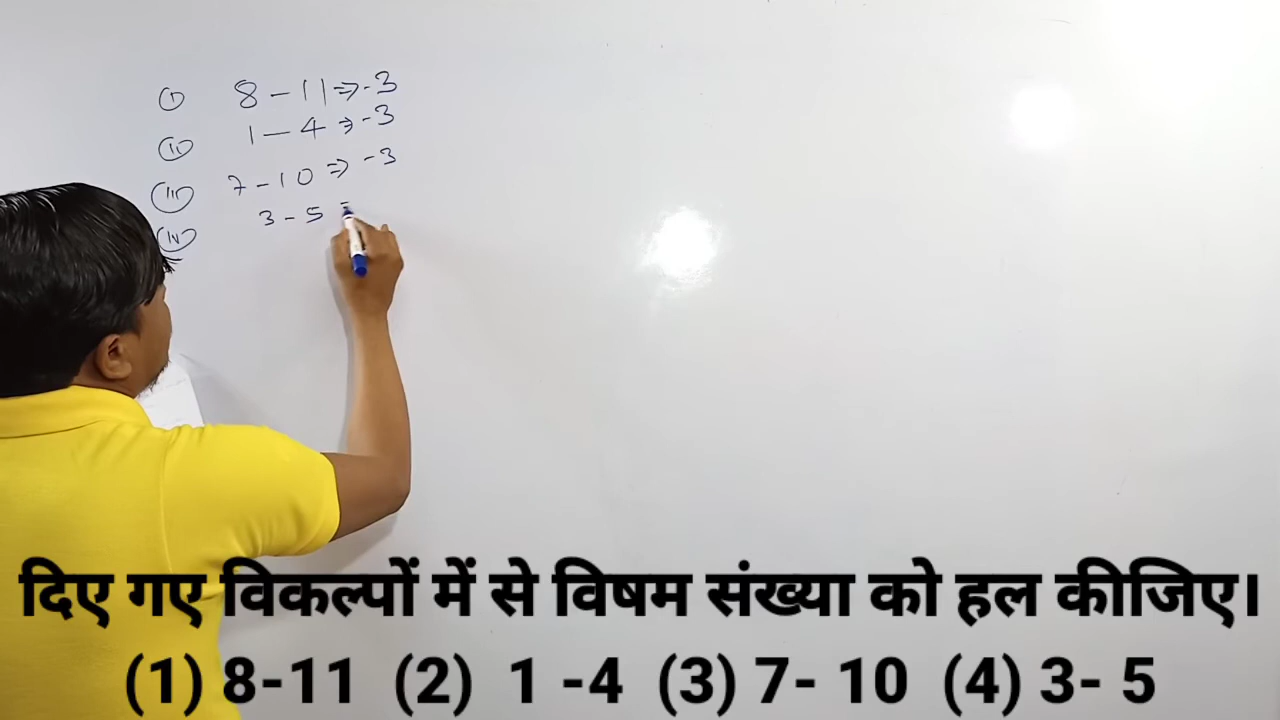 (i) 8 - 11 => -3
(ii) 1 - 4 => -3
(iii) 7 - 10 => -3
(iv) 3 - 5 =
दिए गए विकल्पों में से विषम संख्या को हल कीजिए।
(1) 8-11 (2) 1 -4 (3) 7- 10 (4) 3- 5